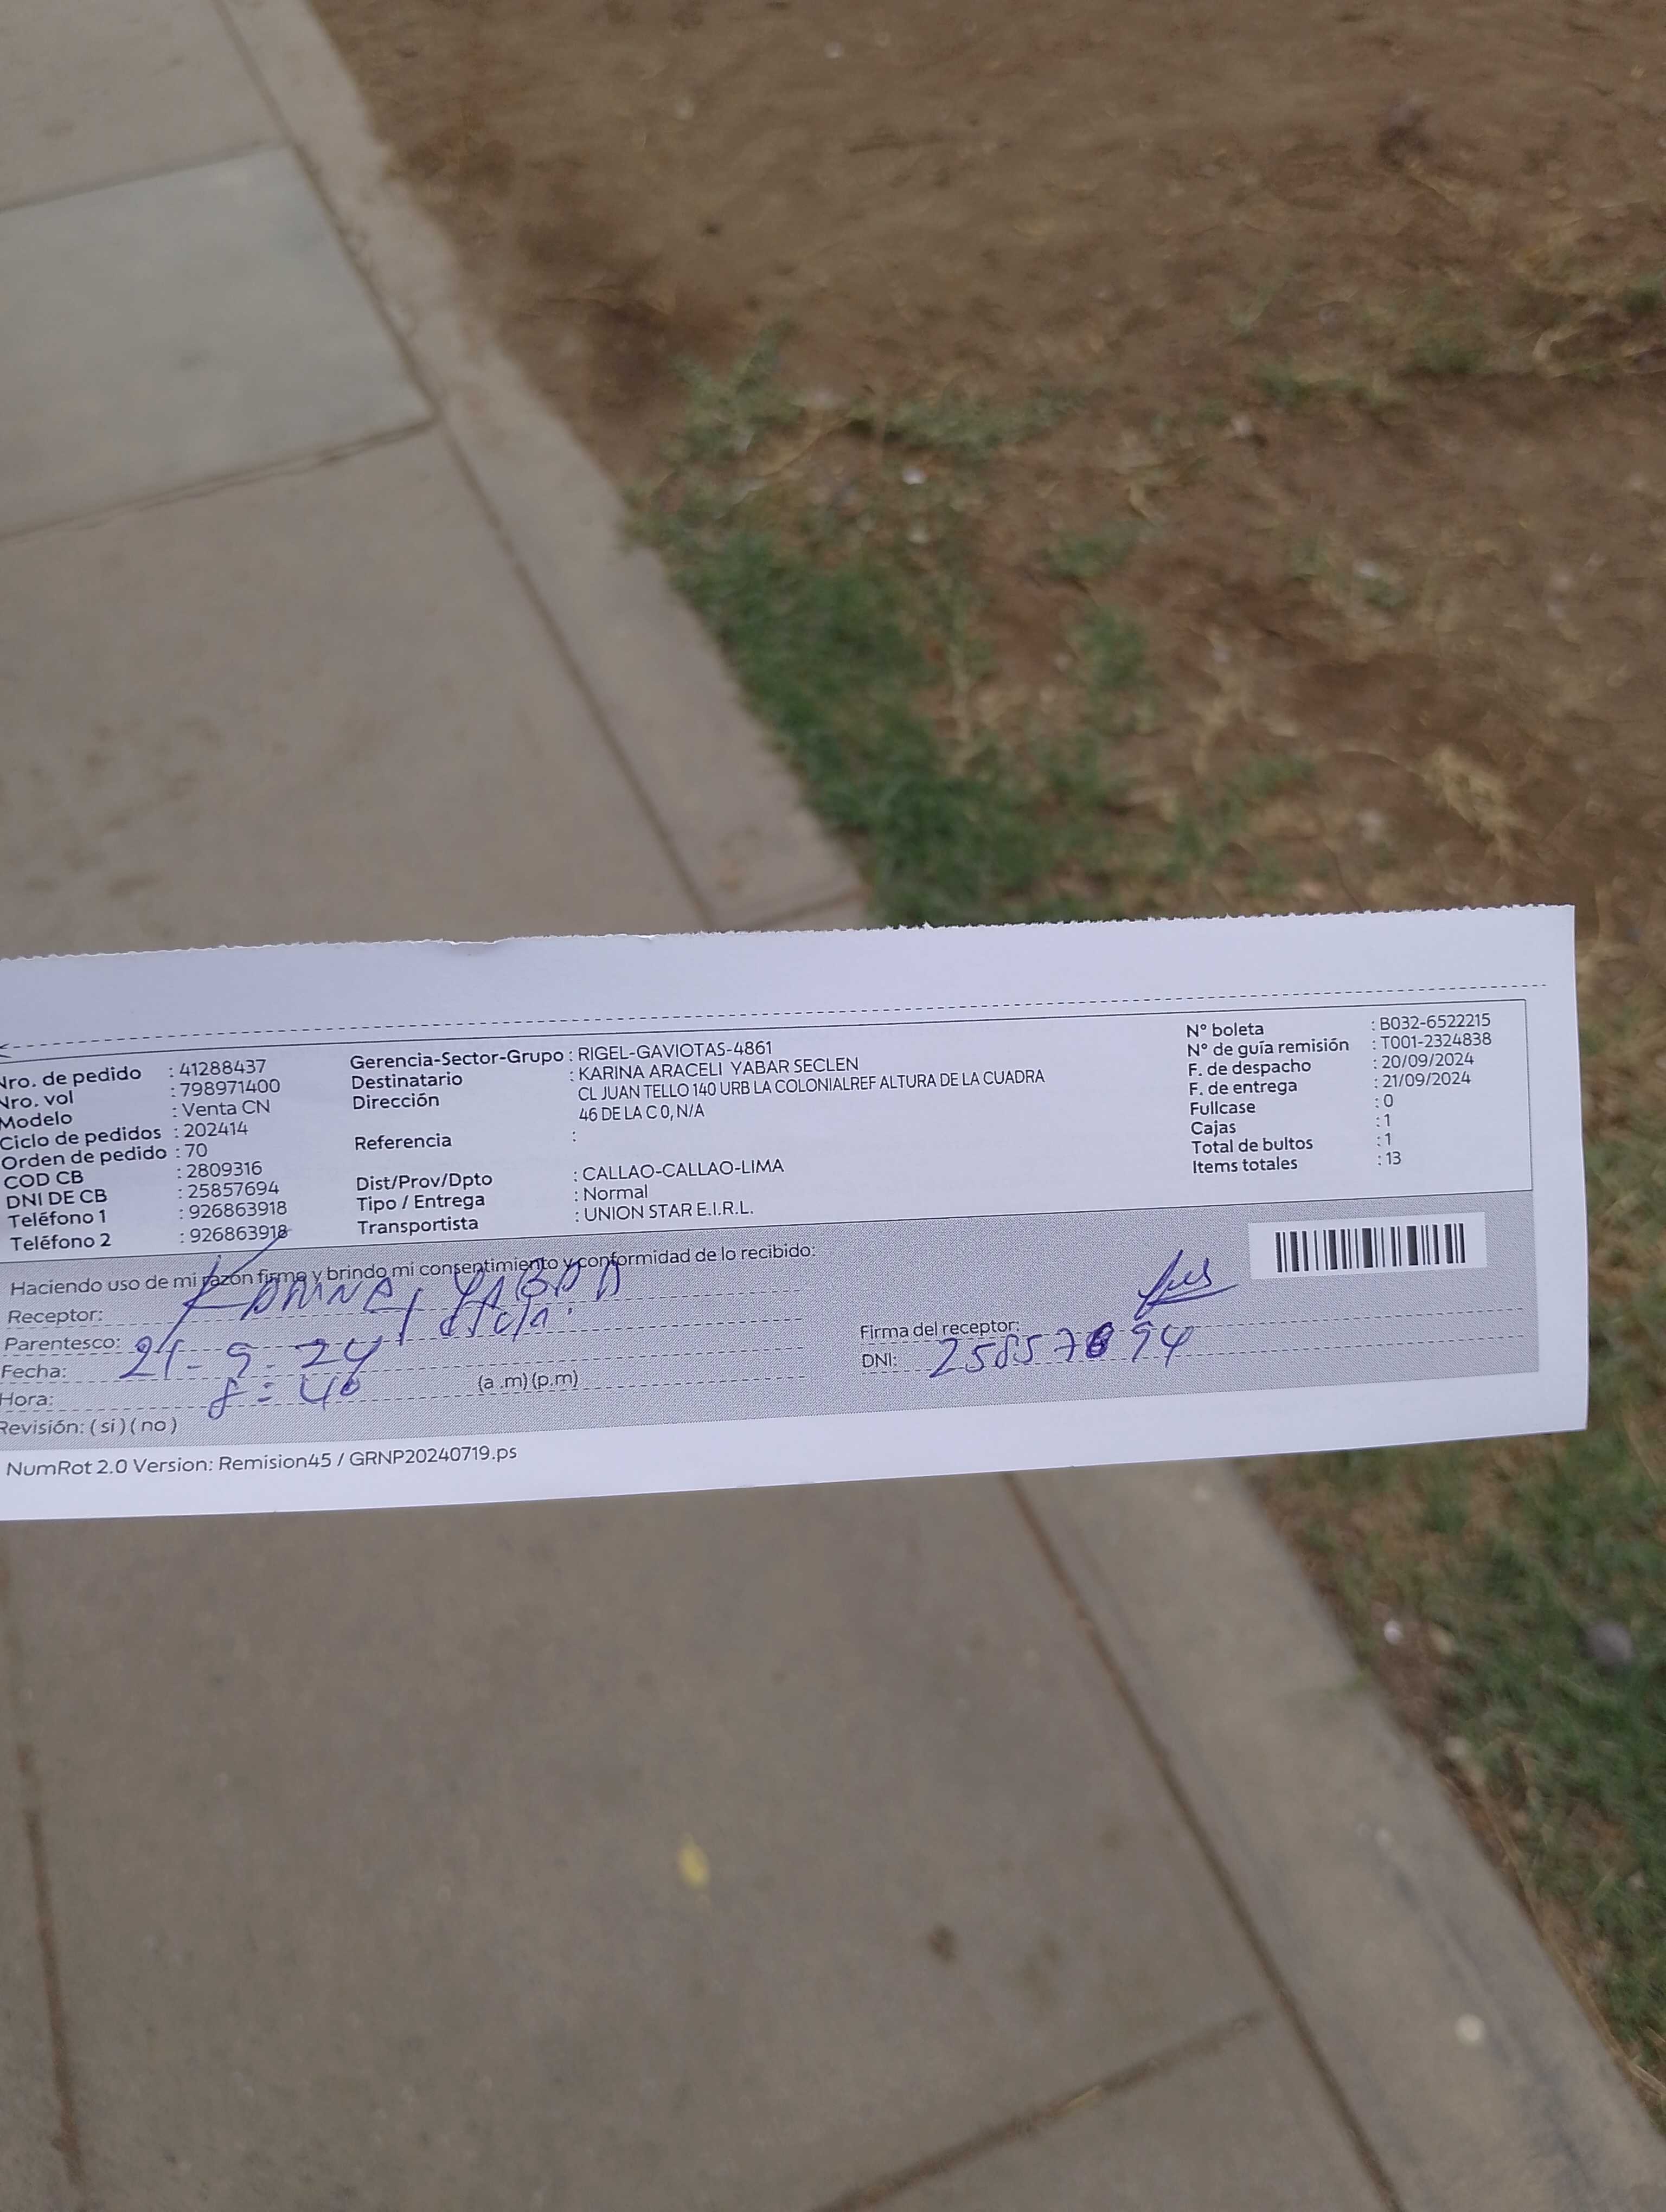 Nro. de pedido : 41288437
Nro. vol : 798971400
Modelo : Venta CN
Ciclo de pedidos : 202414
Orden de pedido : 70
COD CB : 2809316
DNI DE CB : 25857694
Teléfono 1 : 926863918
Teléfono 2 : 926863918
Gerencia-Sector-Grupo : RIGEL-GAVIOTAS-4861
Destinatario : KARINA ARACELI YABAR SECLEN
Dirección CL JUAN TELLO 140 URB LA COLONIALREF ALTURA DE LA CUADRA
46 DE LA C 0, N/A
Referencia :
Dist/Prov/Dpto : CALLAO-CALLAO-LIMA
Tipo / Entrega : Normal
Transportista : UNION STAR E.I.R.L.
N° boleta : B032-6522215
N° de guía remisión : T001-2324838
F. de despacho : 20/09/2024
F. de entrega : 21/09/2024
Fullcase : 0
Cajas : 1
Total de bultos : 1
Items totales : 13
Haciendo uso de mi razón firmo y brindo mi consentimiento y conformidad de lo recibido:
Receptor: KARINA YABAR
Parentesco:
Fecha: 21-9-24
Hora: 8:40 (a .m) (p.m)
Revisión: ( si ) ( no )
Firma del receptor:
DNI: 25857694
NumRot 2.0 Version: Remision45 / GRNP20240719.ps